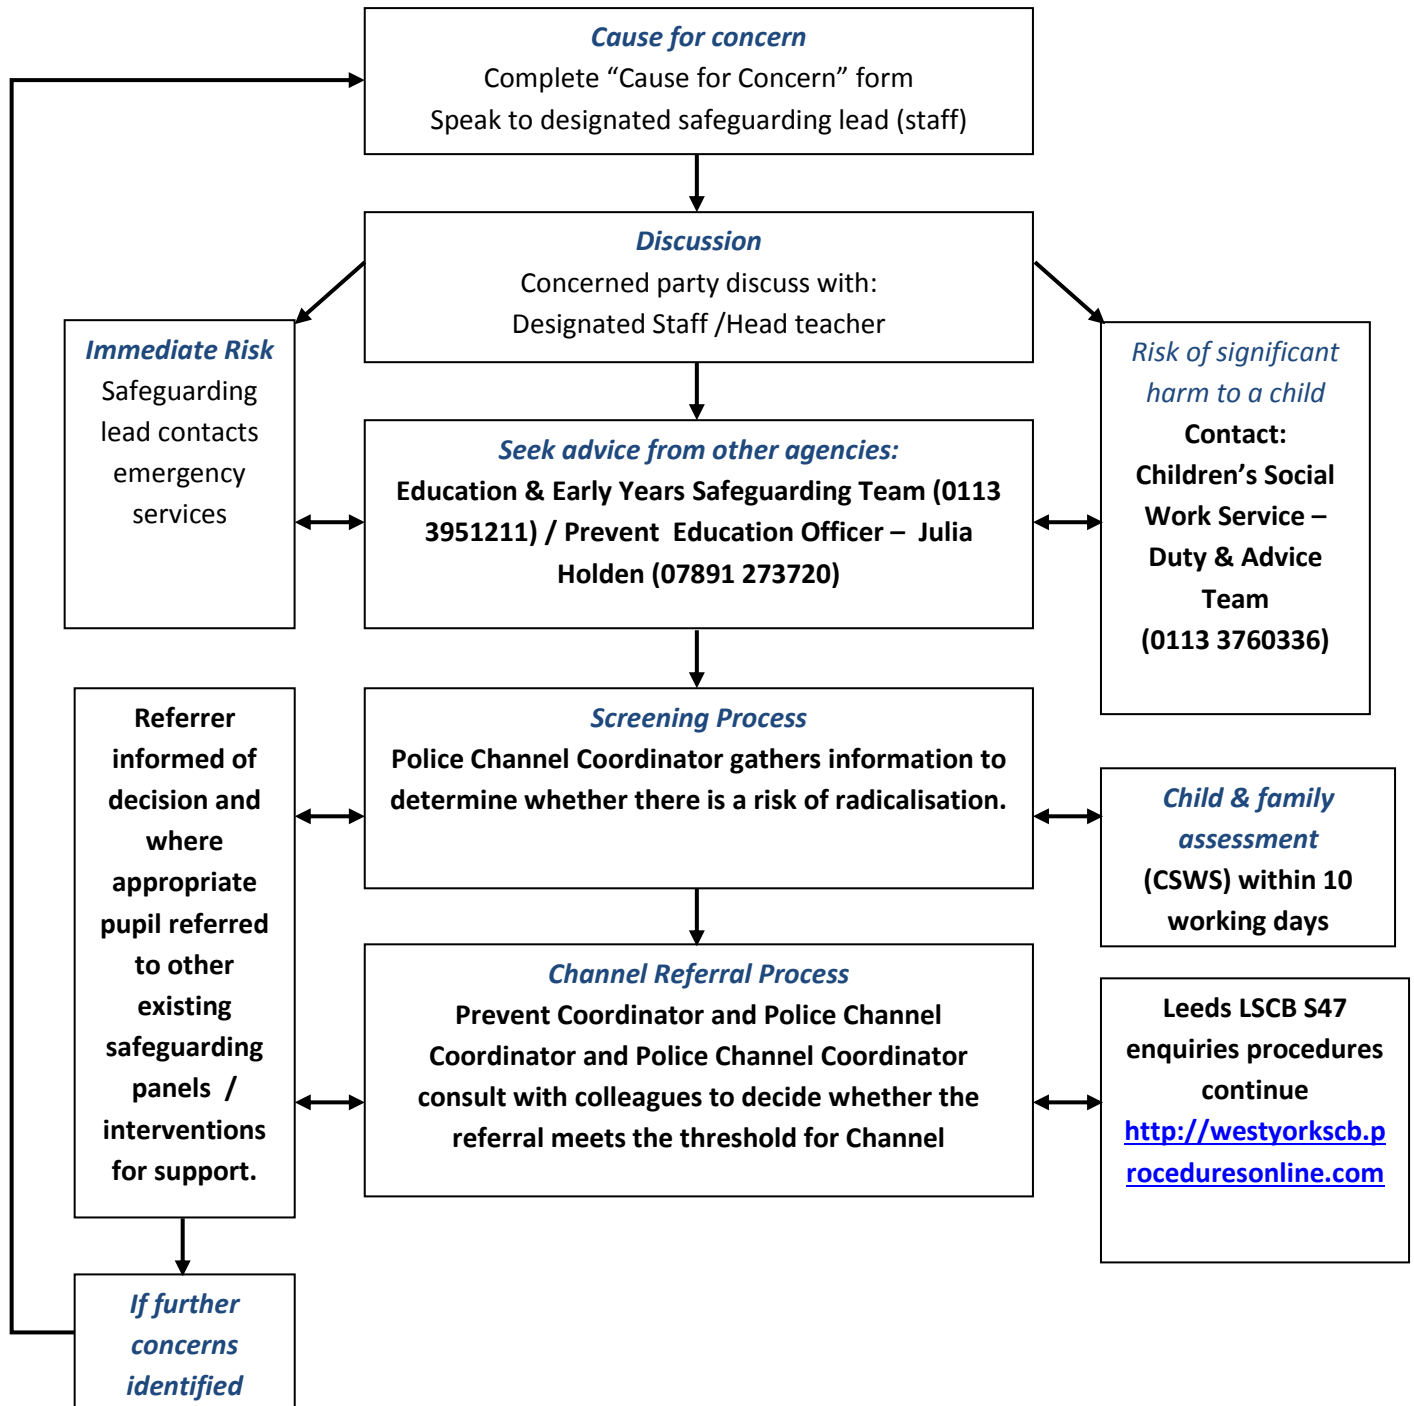 Cause for concern
Complete “Cause for Concern” form
Speak to designated safeguarding lead (staff)
Discussion
Concerned party discuss with:
Designated Staff /Head teacher
Immediate Risk
Safeguarding
lead contacts
emergency
services
Risk of significant
harm to a child
Contact:
Children’s Social
Work Service –
Duty & Advice
Team
(0113 3760336)
Seek advice from other agencies:
Education & Early Years Safeguarding Team (0113
3951211) / Prevent  Education Officer –  Julia
Holden (07891 273720)
Screening Process
Police Channel Coordinator gathers information to
determine whether there is a risk of radicalisation.
Referrer
informed of
decision and
where
appropriate
pupil referred
to other
existing
safeguarding
panels  /
interventions
for support.
Child & family
assessment
(CSWS) within 10
working days
Channel Referral Process
Prevent Coordinator and Police Channel
Coordinator and Police Channel Coordinator
consult with colleagues to decide whether the
referral meets the threshold for Channel
Leeds LSCB S47
enquiries procedures
continue
http://westyorkscb.p
roceduresonline.com
If further
concerns
identified